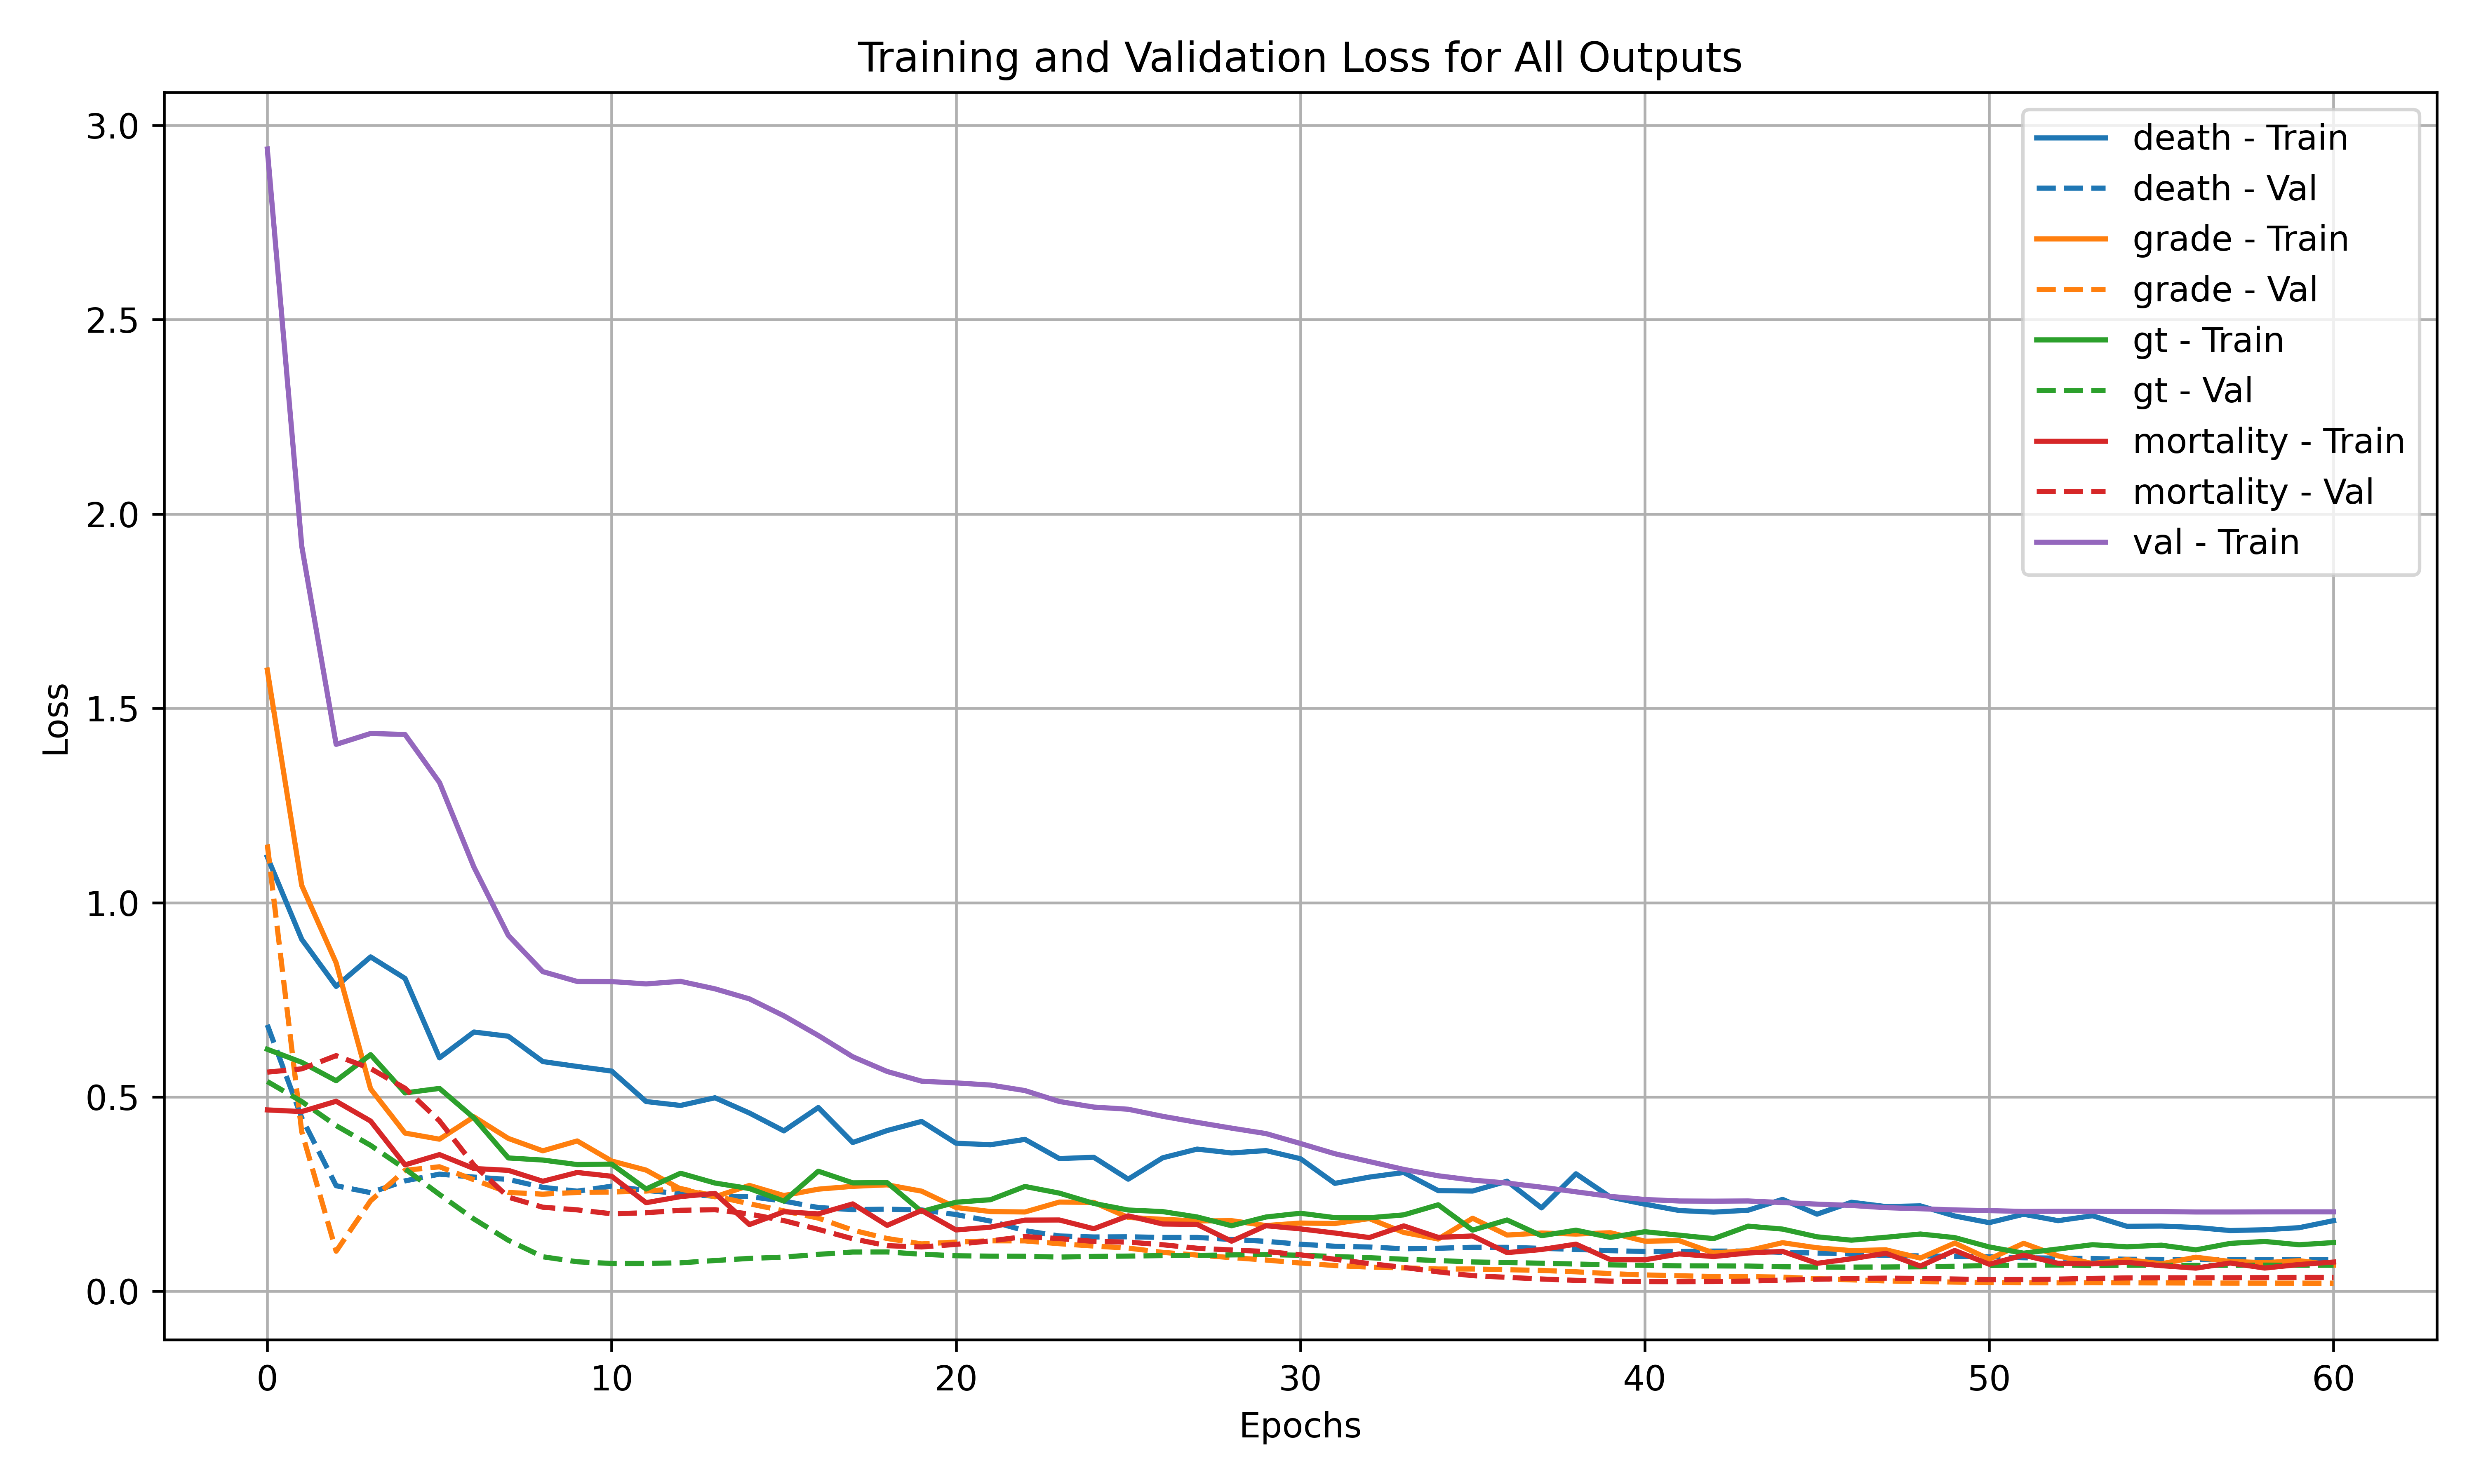 Training and Validation Loss for All Outputs
3.0
2.5
2.0
1.5
1.0
0.5
0.0
Loss
0 10 20 30 40 50 60
Epochs
death - Train
death - Val
grade - Train
grade - Val
gt - Train
gt - Val
mortality - Train
mortality - Val
val - Train